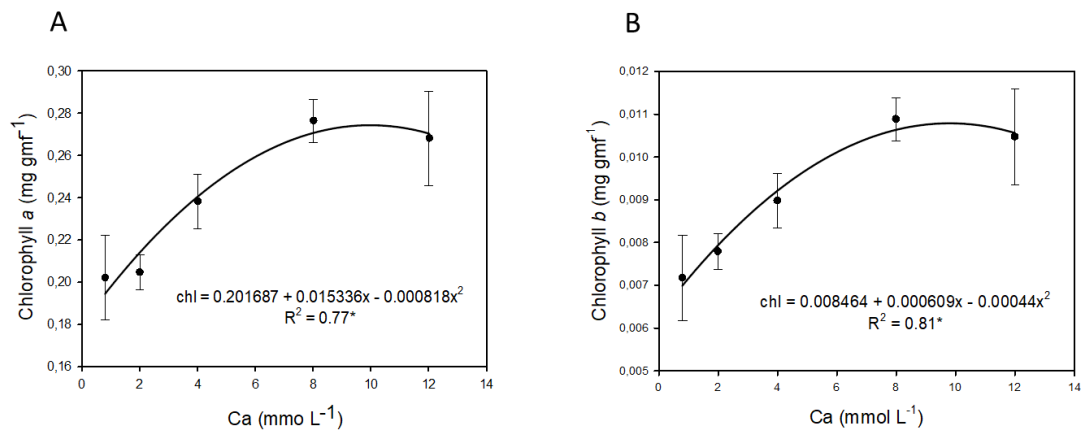 A
Chlorophyll a (mg gmf-1)
0,30
0,28
0,26
0,24
0,22
0,20
0,18
0,16
chl = 0.201687 + 0.015336x - 0.000818x2
R2 = 0.77*
0 2 4 6 8 10 12 14
Ca (mmo L-1)
B
Chlorophyll b (mg gmf1)
0,012
0,011
0,010
0,009
0,008
0,007
0,006
0,005
chl = 0.008464 + 0.000609x - 0.00044x2
R2 = 0.81*
0 2 4 6 8 10 12 14
Ca (mmol L-1)